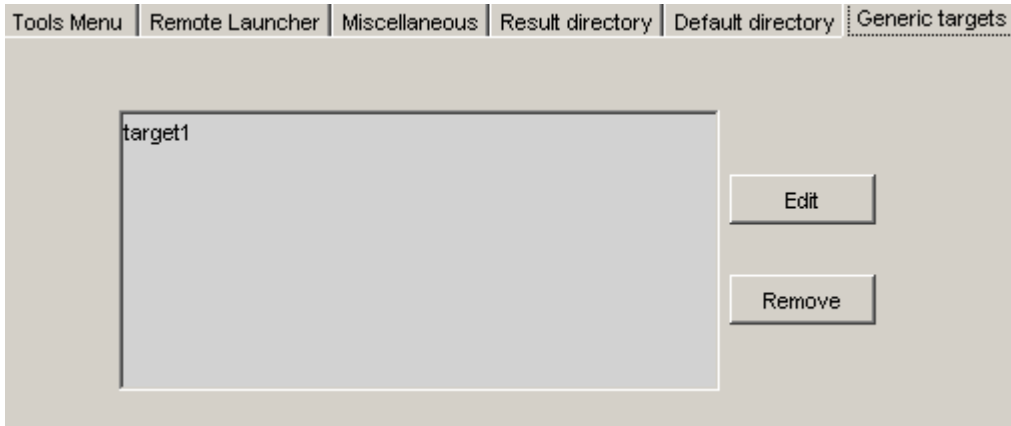 Tools Menu Remote Launcher Miscellaneous Result directory Default directory Generic targets
target1
Edit
Remove